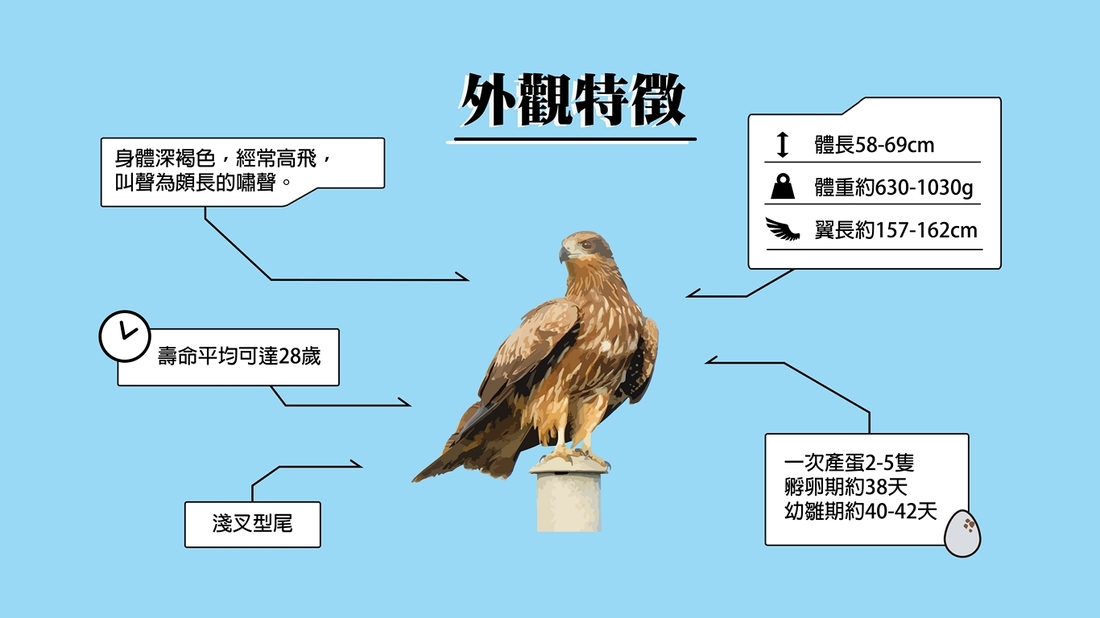 外觀特徵
身體深褐色，經常高飛，
叫聲為頗長的嘯聲。
體長58-69cm
體重約630-1030g
翼長約157-162cm
壽命平均可達28歲
淺叉型尾
一次產蛋2-5隻
孵卵期約38天
幼雛期約40-42天